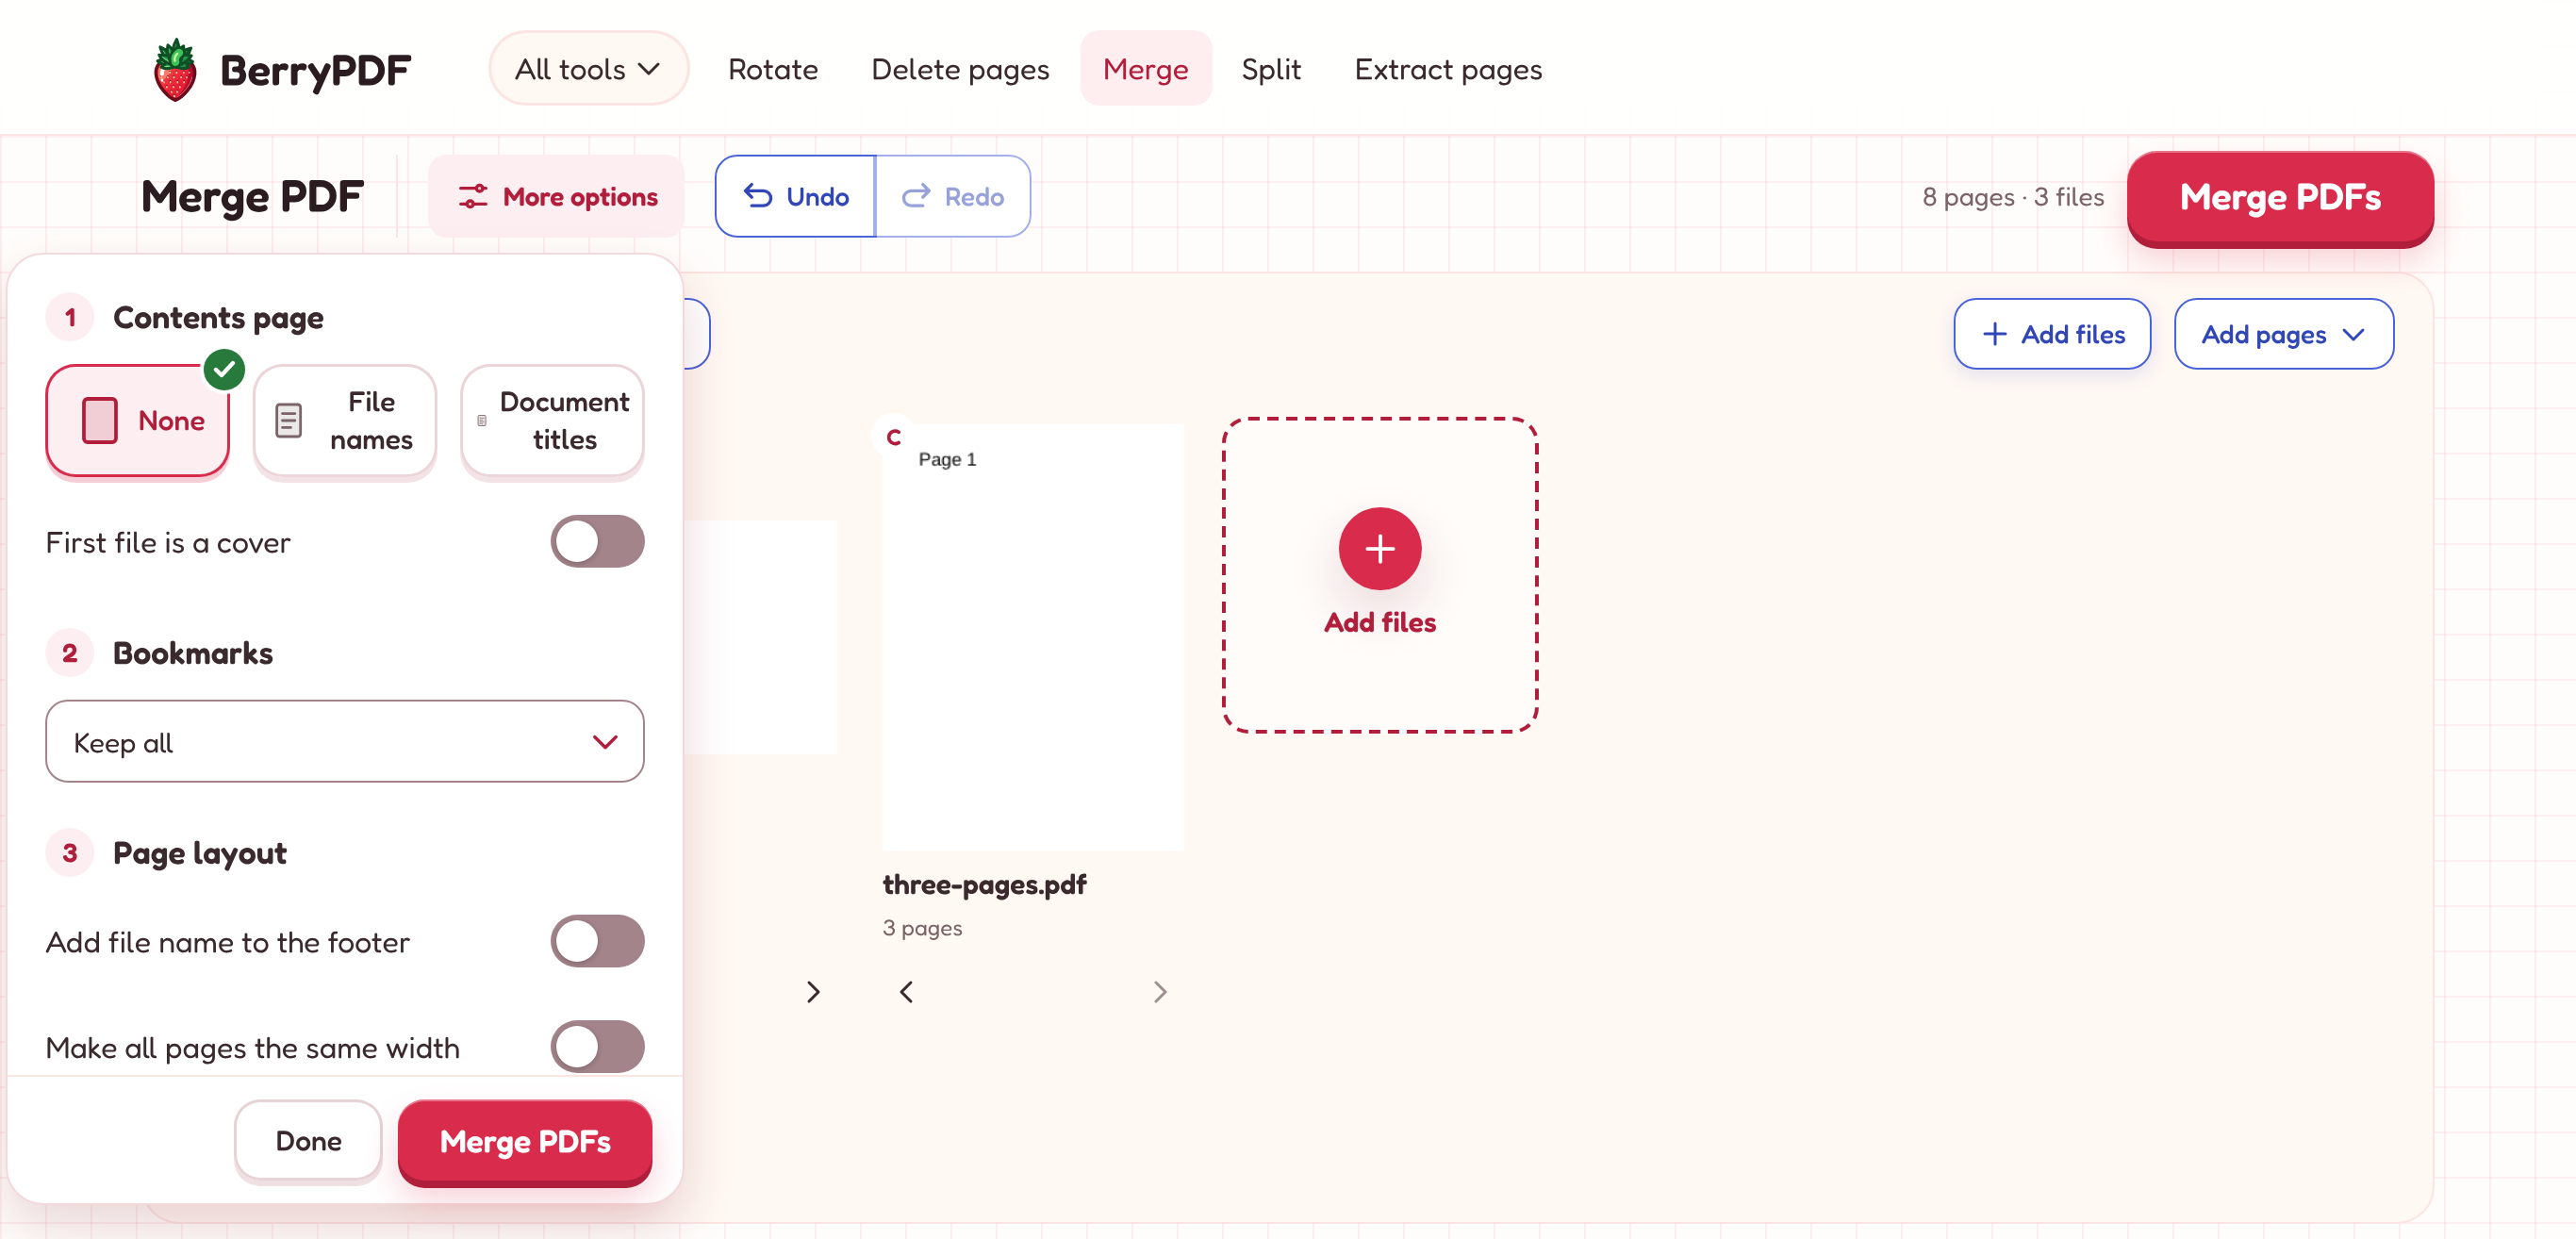 BerryPDF
All tools
Rotate
Delete pages
Merge
Split
Extract pages
Merge PDF
More options
Undo
Redo
8 pages · 3 files
Merge PDFs
1 Contents page
None
File
names
Document
titles
First file is a cover
2 Bookmarks
Keep all
3 Page layout
Add file name to the footer
Make all pages the same width
Done
Merge PDFs
Add files
Add pages
C
Page 1
three-pages.pdf
3 pages
Add files